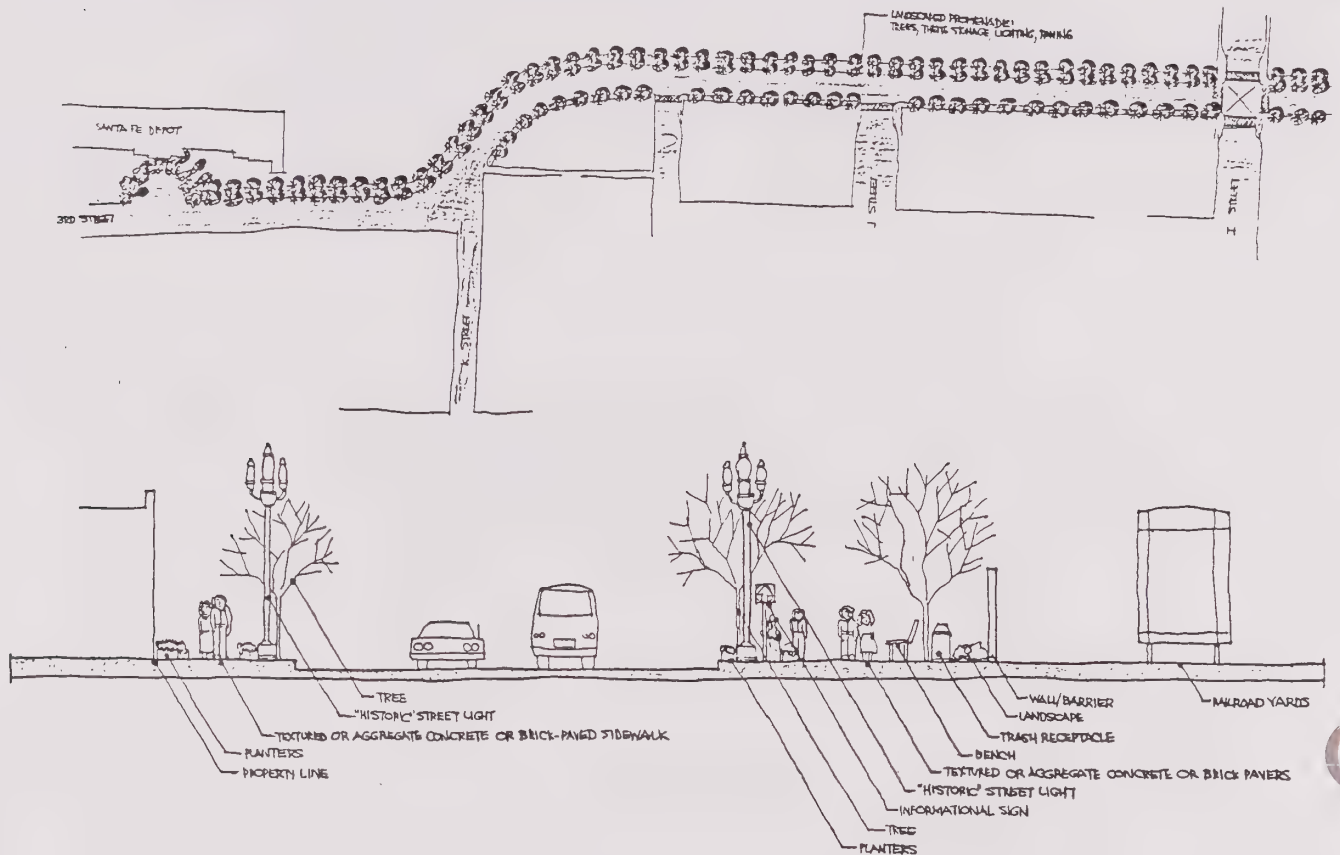 LANDSCAPED PROMENADE:
TREES, THEME SIGNAGE, LIGHTING, PAVING
SANTA FE DEPOT
3RD STREET
K STREET
J STREET
I STREET
TREE
"HISTORIC" STREET LIGHT
TEXTURED OR AGGREGATE CONCRETE OR BRICK-PAVED SIDEWALK
PLANTERS
PROPERTY LINE
WALL/BARRIER
LANDSCAPE
TRASH RECEPTACLE
BENCH
TEXTURED OR AGGREGATE CONCRETE OR BRICK PAVERS
"HISTORIC" STREET LIGHT
INFORMATIONAL SIGN
TREE
PLANTERS
RAILROAD YARDS